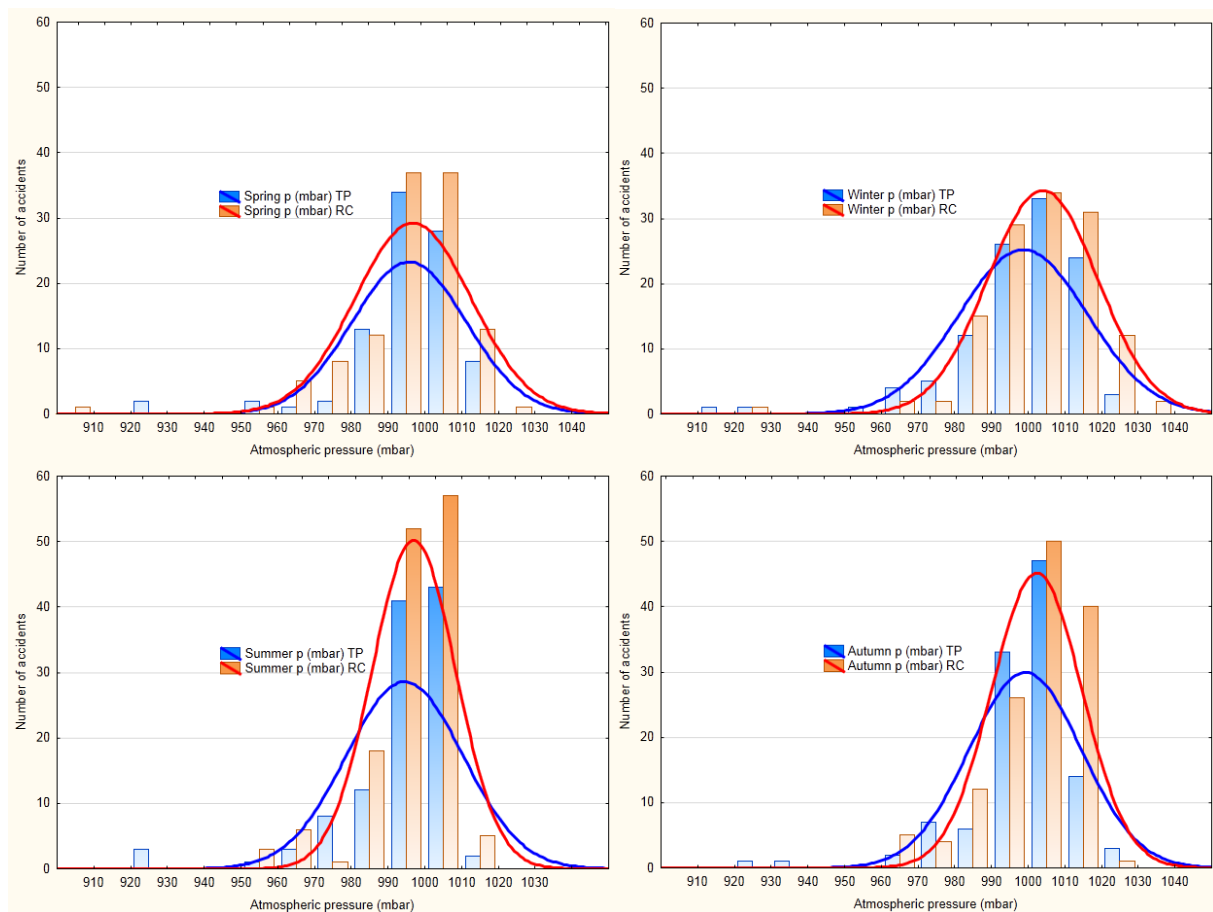 60
50
40
30
20
10
0
Number of accidents
Spring p (mbar) TP
Spring p (mbar) RC
910 920 930 940 950 960 970 980 990 1000 1010 1020 1030 1040
Atmospheric pressure (mbar)
60
50
40
30
20
10
0
Number of accidents
Winter p (mbar) TP
Winter p (mbar) RC
910 920 930 940 950 960 970 980 990 1000 1010 1020 1030 1040
Atmospheric pressure (mbar)
60
50
40
30
20
10
0
Number of accidents
Summer p (mbar) TP
Summer p (mbar) RC
910 920 930 940 950 960 970 980 990 1000 1010 1020 1030
Atmospheric pressure (mbar)
60
50
40
30
20
10
0
Number of accidents
Autumn p (mbar) TP
Autumn p (mbar) RC
910 920 930 940 950 960 970 980 990 1000 1010 1020 1030 1040
Atmospheric pressure (mbar)